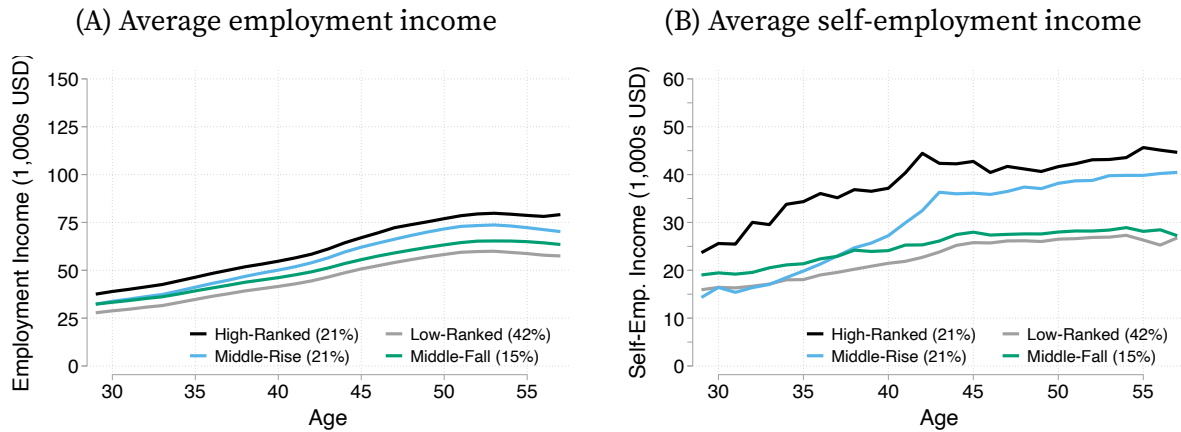 (A) Average employment income
Employment Income (1,000s USD)
150
125
100
75
50
25
0
High-Ranked (21%) Low-Ranked (42%)
Middle-Rise (21%) Middle-Fall (15%)
30 35 40 45 50 55
Age
(B) Average self-employment income
Self-Emp. Income (1,000s USD)
60
50
40
30
20
10
0
High-Ranked (21%) Low-Ranked (42%)
Middle-Rise (21%) Middle-Fall (15%)
30 35 40 45 50 55
Age